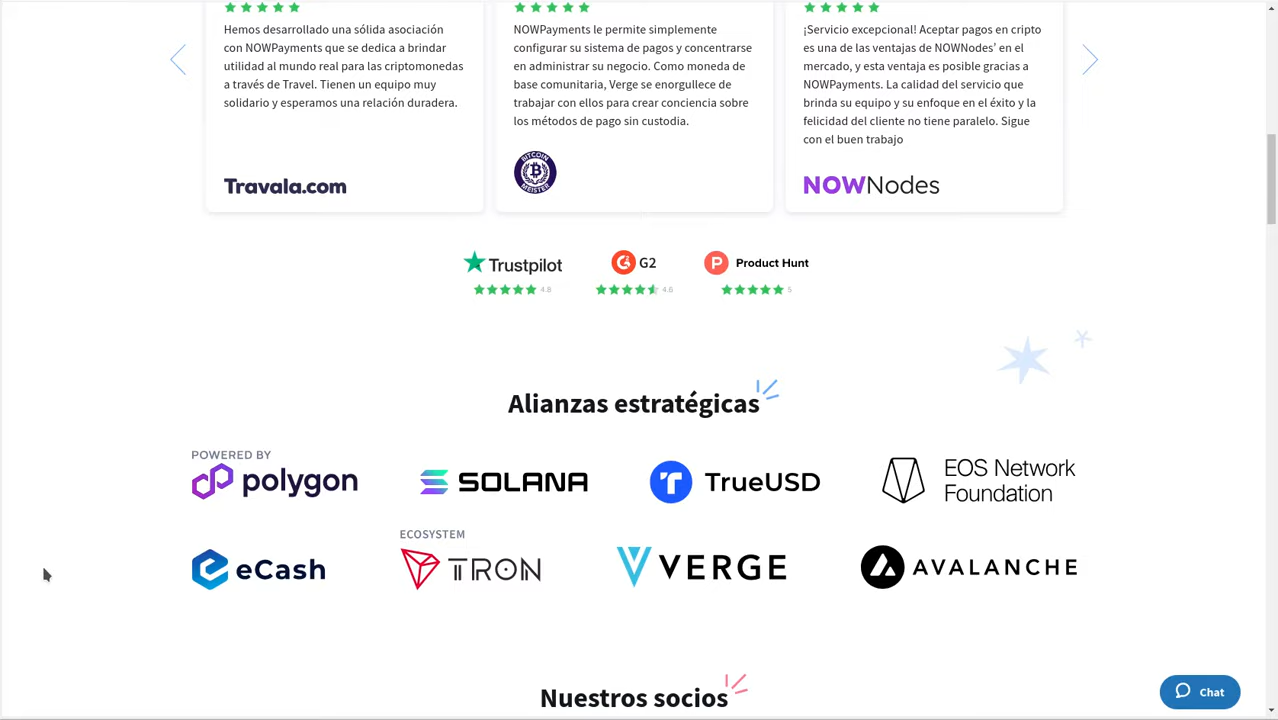 Hemos desarrollado una sólida asociación
con NOWPayments que se dedica a brindar
utilidad al mundo real para las criptomonedas
a través de Travel. Tienen un equipo muy
solidario y esperamos una relación duradera.
Travala.com
NOWPayments le permite simplemente
configurar su sistema de pagos y concentrarse
en administrar su negocio. Como moneda de
base comunitaria, Verge se enorgullece de
trabajar con ellos para crear conciencia sobre
los métodos de pago sin custodia.
BITCOIN
MEISTER
¡Servicio excepcional! Aceptar pagos en cripto
es una de las ventajas de NOWNodes’ en el
mercado, y esta ventaja es posible gracias a
NOWPayments. La calidad del servicio que
brinda su equipo y su enfoque en el éxito y la
felicidad del cliente no tiene paralelo. Sigue
con el buen trabajo
NOWNodes
Trustpilot
4.8
G2
4.6
Product Hunt
5
Alianzas estratégicas
POWERED BY
polygon
SOLANA
TrueUSD
EOS Network
Foundation
eCash
ECOSYSTEM
TRON
VERGE
AVALANCHE
Nuestros socios
Chat